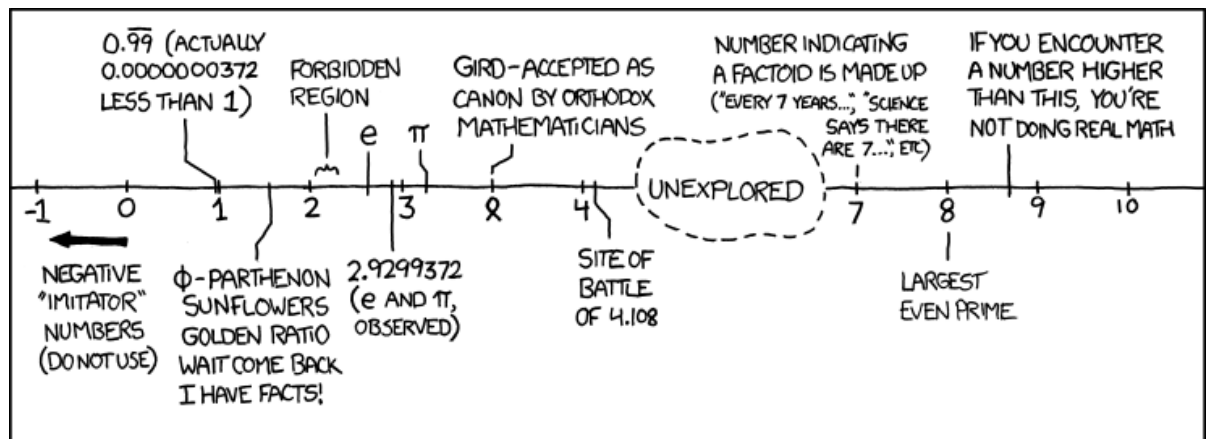 0.99 (ACTUALLY
0.0000000372
LESS THAN 1)
FORBIDDEN
REGION
e
π
GIRD-ACCEPTED AS
CANON BY ORTHODOX
MATHEMATICIANS
NUMBER INDICATING
A FACTOID IS MADE UP
("EVERY 7 YEARS...", "SCIENCE
SAYS THERE
ARE 7...", ETC)
IF YOU ENCOUNTER
A NUMBER HIGHER
THAN THIS, YOU'RE
NOT DOING REAL MATH
UNEXPLORED
-1 0 1 2 3 4 7 8 9 10
NEGATIVE
"IMITATOR"
NUMBERS
(DO NOT USE)
ϕ-PARTHENON
SUNFLOWERS
GOLDEN RATIO
WAIT COME BACK
I HAVE FACTS!
2.9299372
(e AND π,
OBSERVED)
SITE OF
BATTLE
OF 4.108
LARGEST
EVEN PRIME